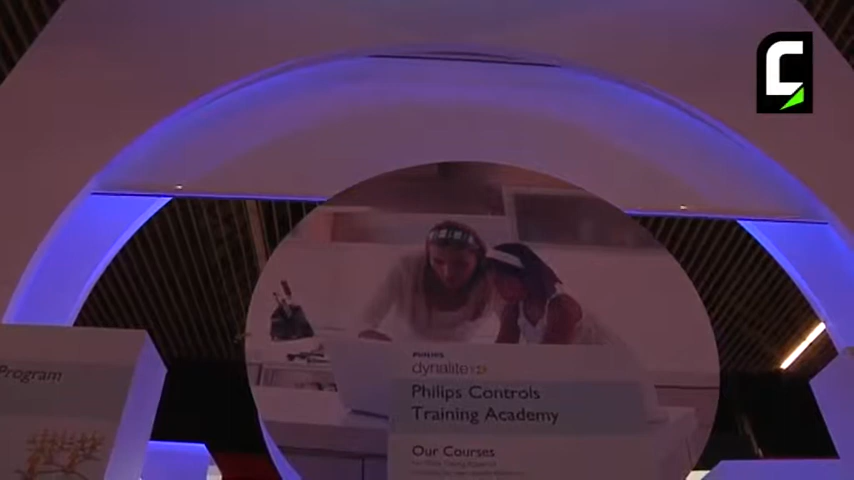 Program
PHILIPS
dynalite
Philips Controls
Training Academy
Our Courses